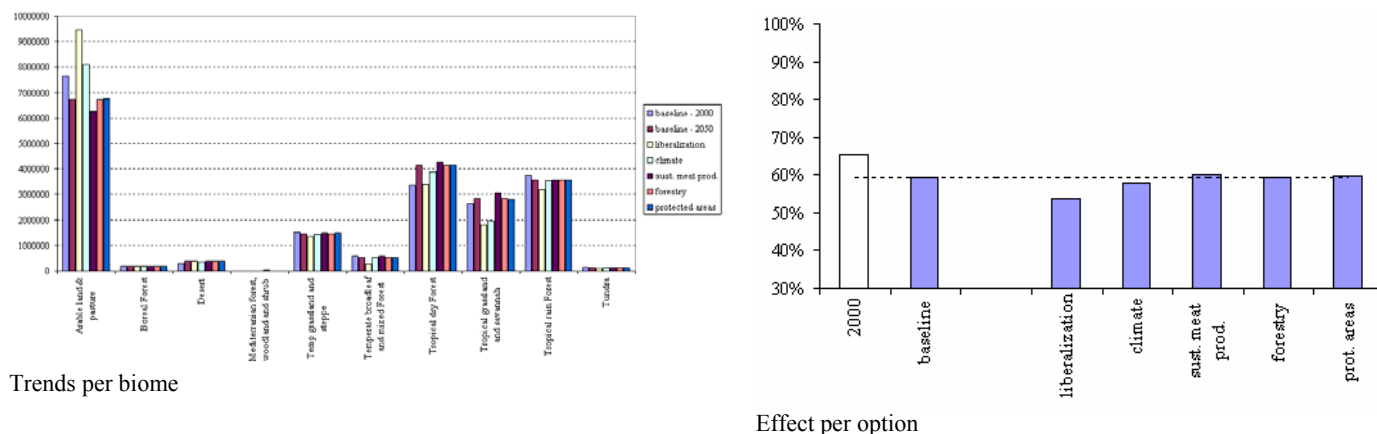 10000000
9000000
8000000
7000000
6000000
5000000
4000000
3000000
2000000
1000000
0
Arable land &
pasture
Boreal Forest
Desert
Mediterranian forest,
woodland and shrub
Temp grassland and
steppe
Temperate broadleaf
and mixed Forest
Tropical dry Forest
Tropical grassland
and savannah
Tropical rain Forest
Tundra
baseline - 2000
baseline - 2050
liberalization
climate
sust. meat prod.
forestry
protected areas
Trends per biome
100%
90%
80%
70%
60%
50%
40%
30%
2000
baseline
liberalization
climate
sust. meat
prod.
forestry
prot. areas
Effect per option